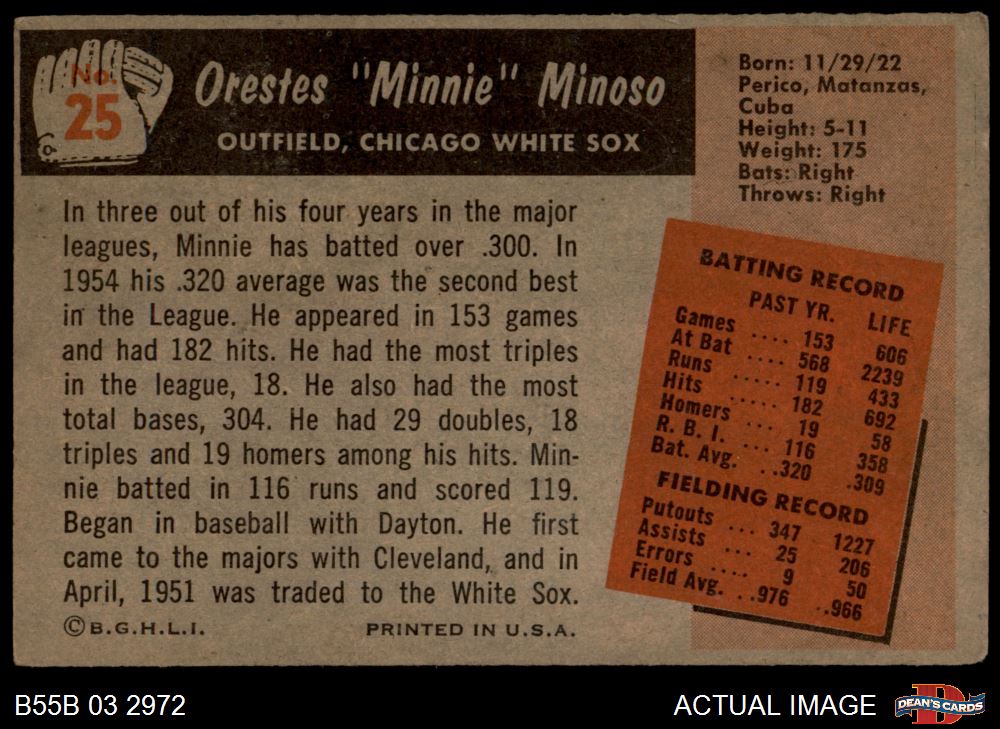 No.
25
Orestes "Minnie" Minoso
OUTFIELD, CHICAGO WHITE SOX
Born: 11/29/22
Perico, Matanzas,
Cuba
Height: 5-11
Weight: 175
Bats: Right
Throws: Right
In three out of his four years in the major
leagues, Minnie has batted over .300. In
1954 his .320 average was the second best
in the League. He appeared in 153 games
and had 182 hits. He had the most triples
in the league, 18. He also had the most
total bases, 304. He had 29 doubles, 18
triples and 19 homers among his hits. Min-
nie batted in 116 runs and scored 119.
Began in baseball with Dayton. He first
came to the majors with Cleveland, and in
April, 1951 was traded to the White Sox.
©B.G.H.L.I. PRINTED IN U.S.A.
BATTING RECORD
PAST YR. LIFE
Games .... 153 606
At Bat .... 568 2239
Runs ..... 119 433
Hits ..... 182 692
Homers .... 19 58
R. B. I. ... 116 358
Bat. Avg. ..320 .309
FIELDING RECORD
Putouts ... 347 1227
Assists ... 25 206
Errors .... 9 50
Field Avg. ..976 ..966
B55B 03 2972
ACTUAL IMAGE
D
DEAN'S CARDS